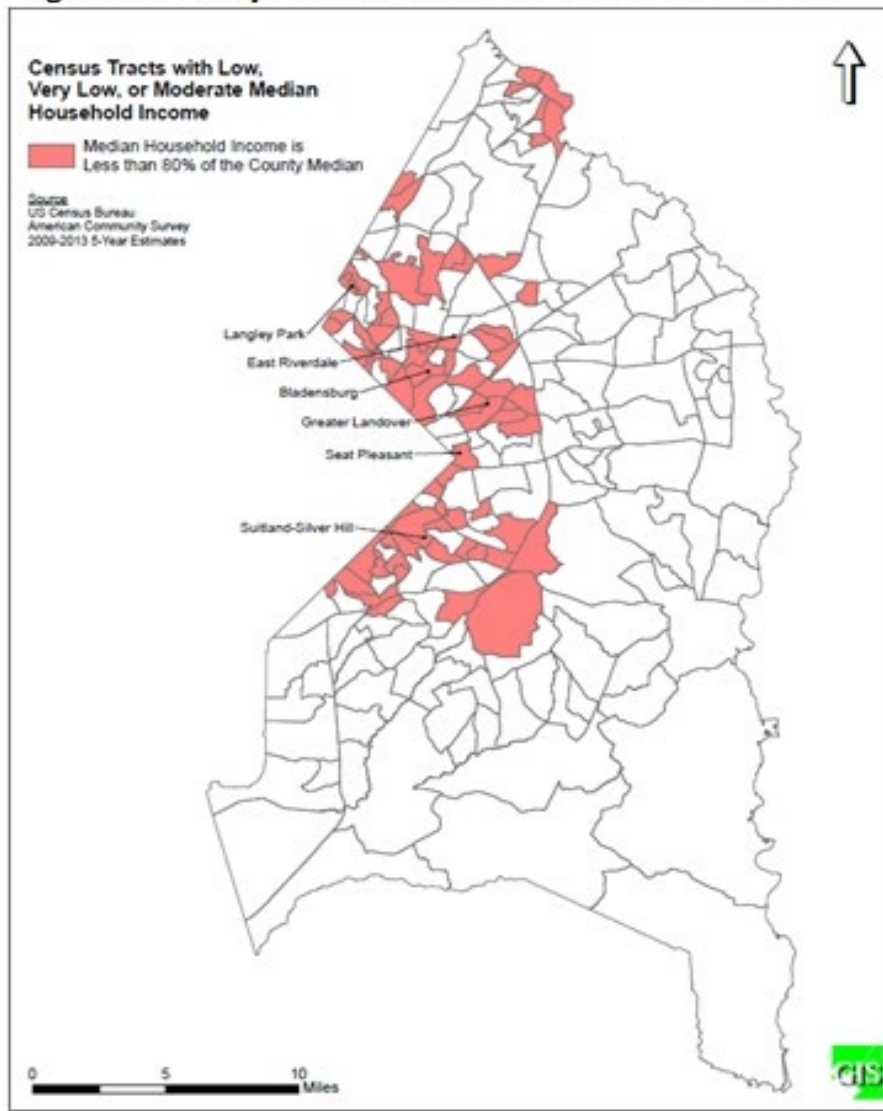 Census Tracts with Low,
Very Low, or Moderate Median
Household Income
Median Household Income is
Less than 80% of the County Median
Source
US Census Bureau
American Community Survey
2009-2013 5-Year Estimates
Langley Park
East Riverdale
Bladensburg
Greater Landover
Seat Pleasant
Suitland-Silver Hill
0 5 10
Miles
GIS